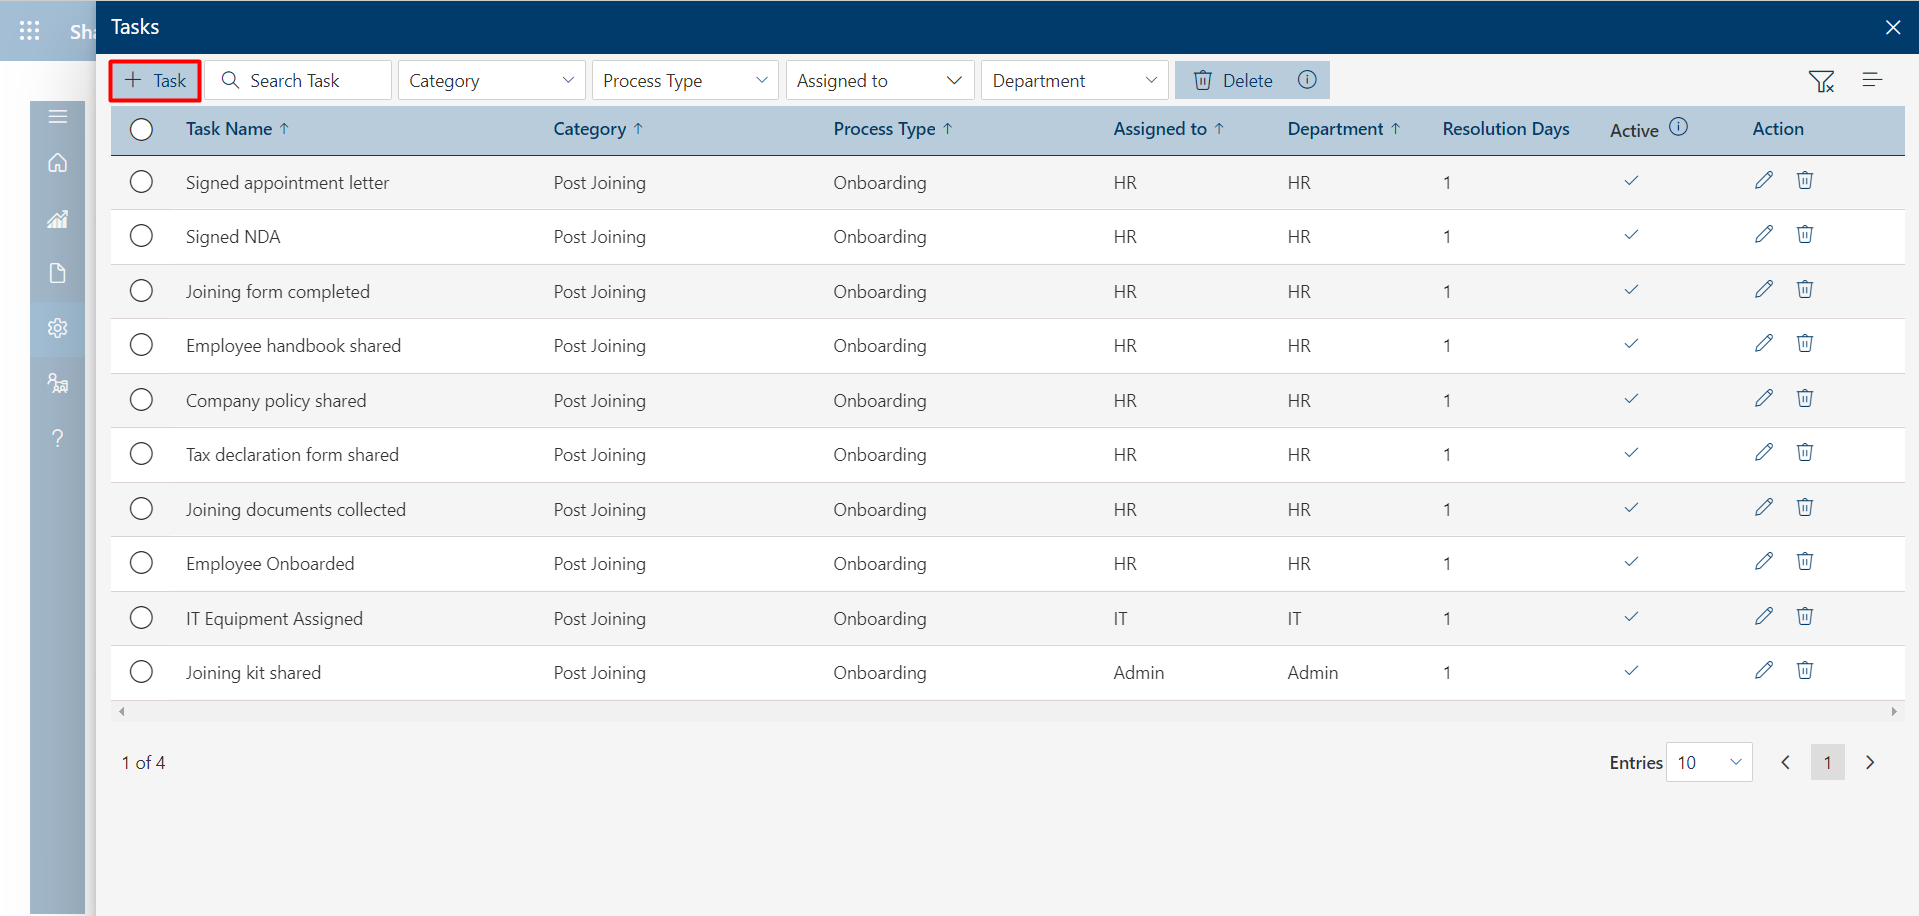 Sha
Tasks
Task
Search Task
Category
Process Type
Assigned to
Department
Delete
Task Name ↑ Category ↑ Process Type ↑ Assigned to ↑ Department ↑ Resolution Days Active Action
Signed appointment letter Post Joining Onboarding HR HR 1
Signed NDA Post Joining Onboarding HR HR 1
Joining form completed Post Joining Onboarding HR HR 1
Employee handbook shared Post Joining Onboarding HR HR 1
Company policy shared Post Joining Onboarding HR HR 1
Tax declaration form shared Post Joining Onboarding HR HR 1
Joining documents collected Post Joining Onboarding HR HR 1
Employee Onboarded Post Joining Onboarding HR HR 1
IT Equipment Assigned Post Joining Onboarding IT IT 1
Joining kit shared Post Joining Onboarding Admin Admin 1
1 of 4
Entries 10 1